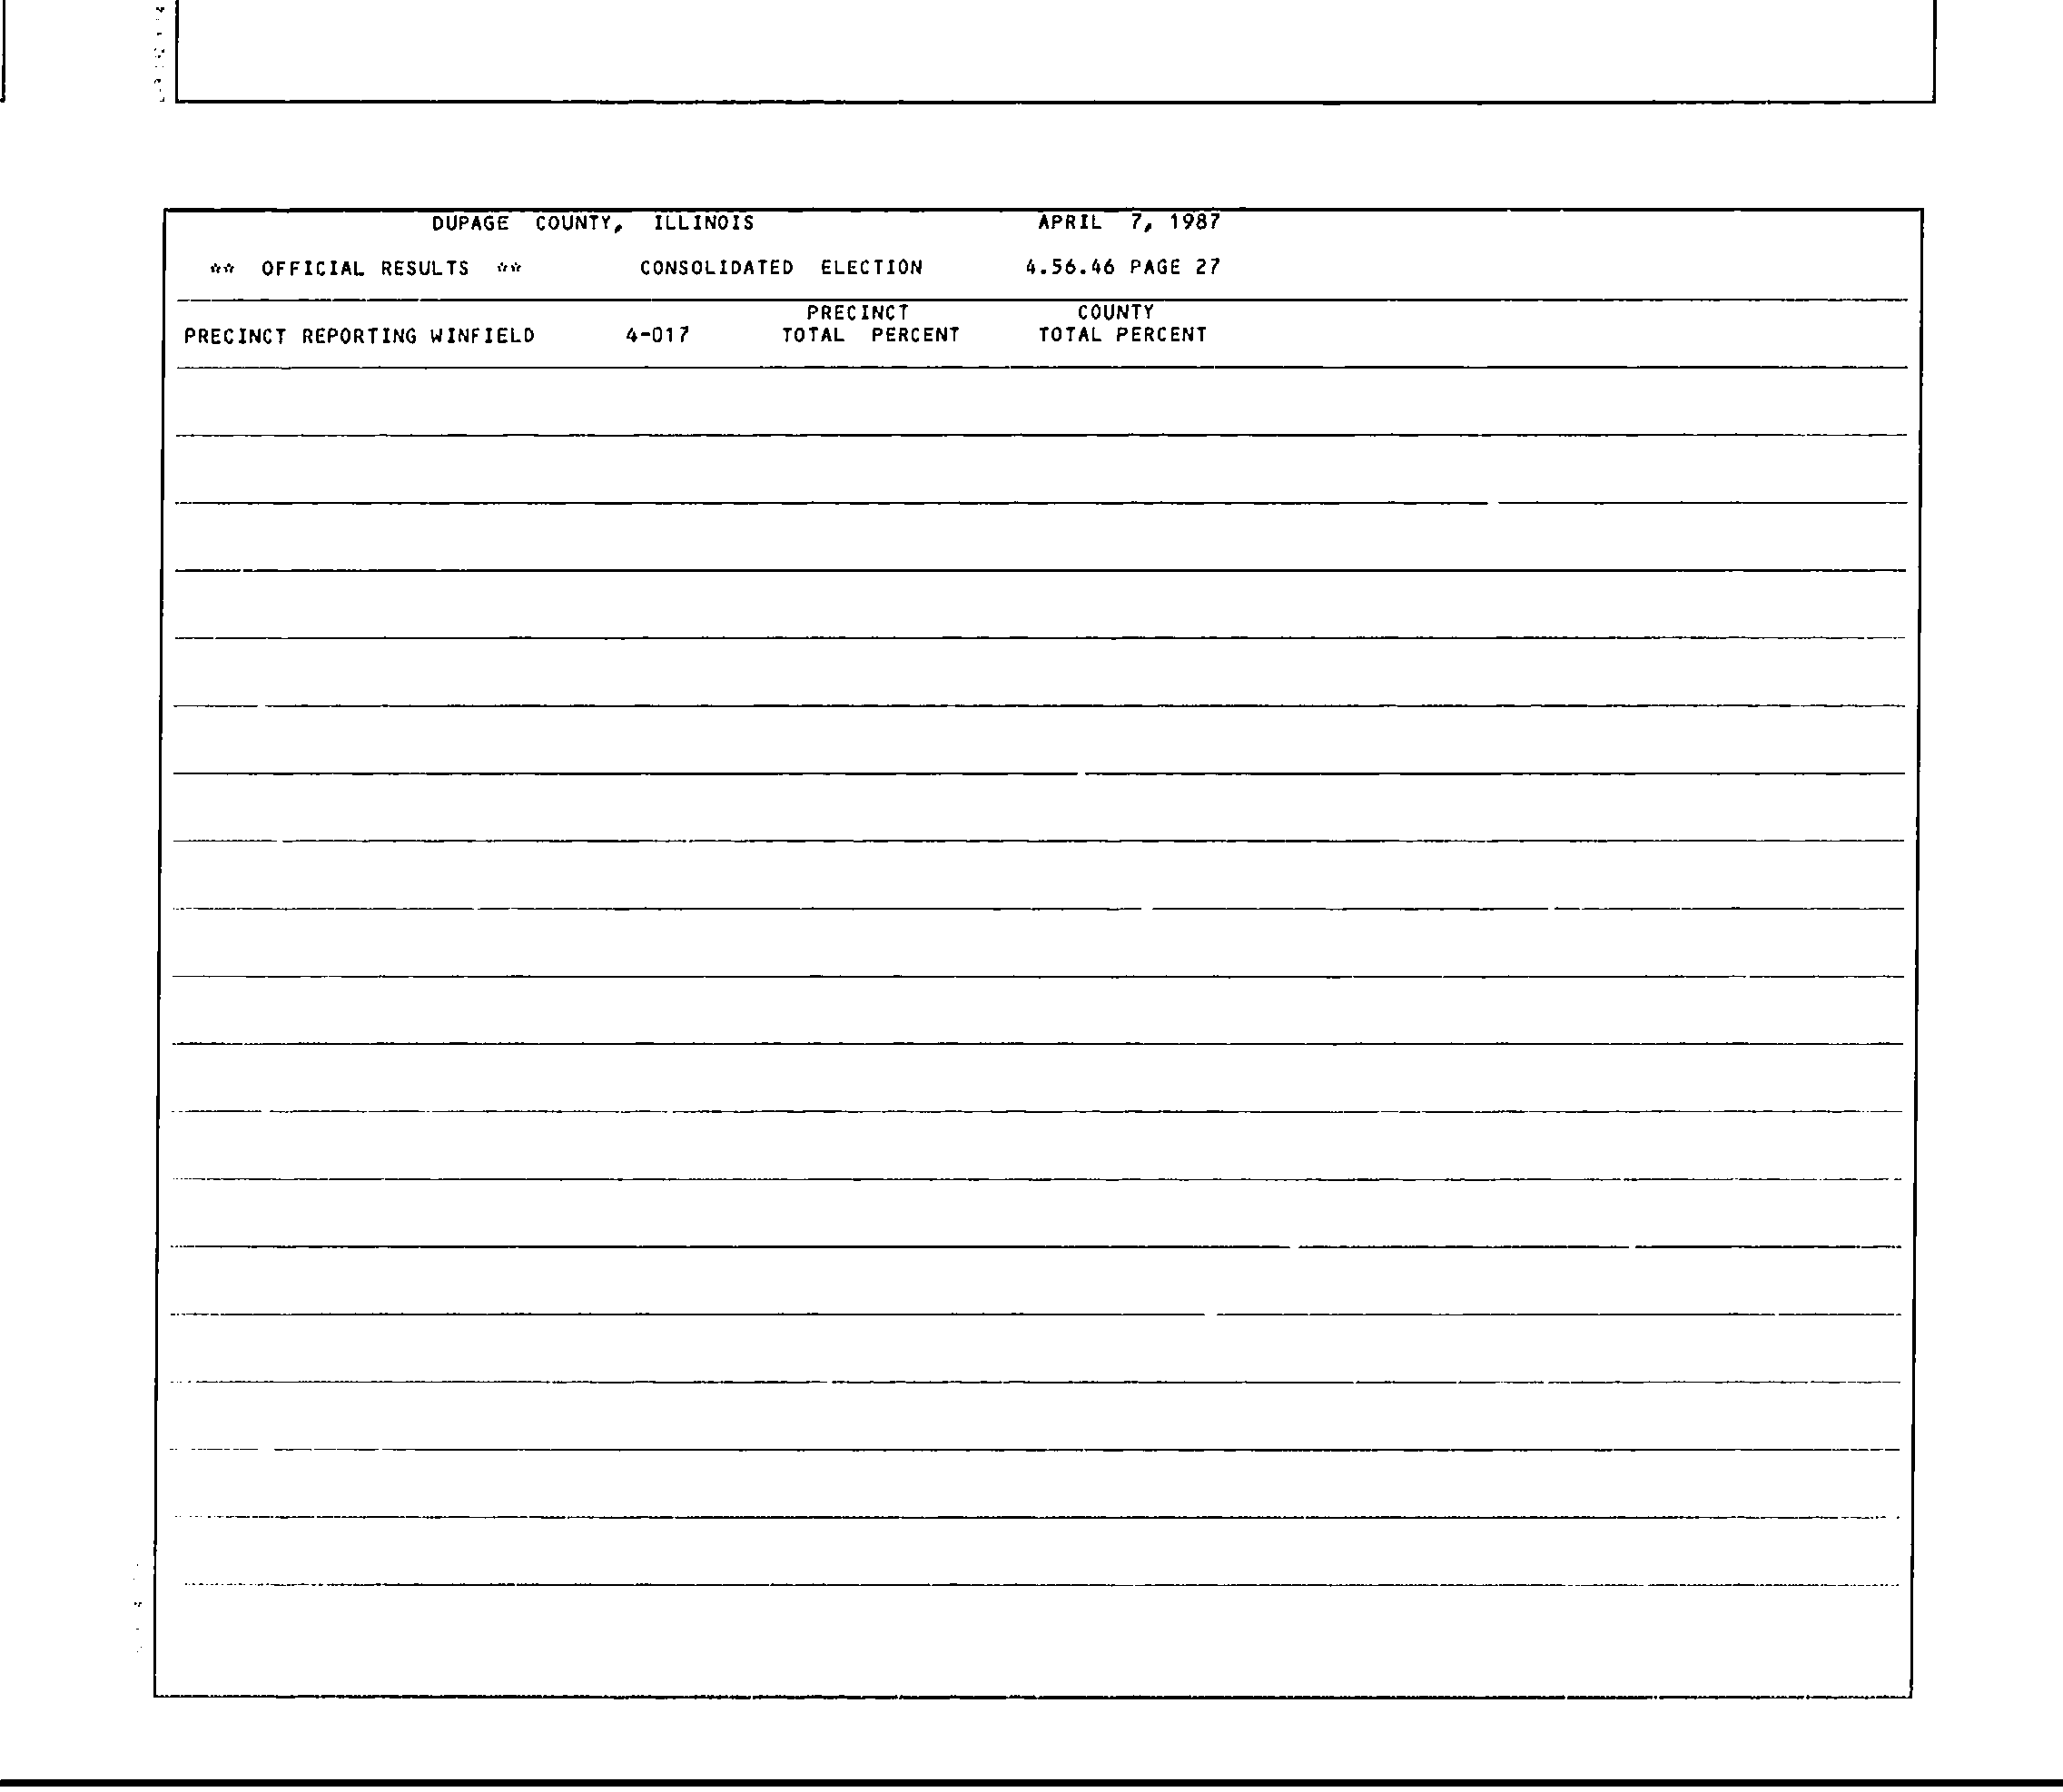 DUPAGE COUNTY, ILLINOIS APRIL 7, 1987
** OFFICIAL RESULTS ** CONSOLIDATED ELECTION 4.56.46 PAGE 27
PRECINCT COUNTY
PRECINCT REPORTING WINFIELD 4-017 TOTAL PERCENT TOTAL PERCENT